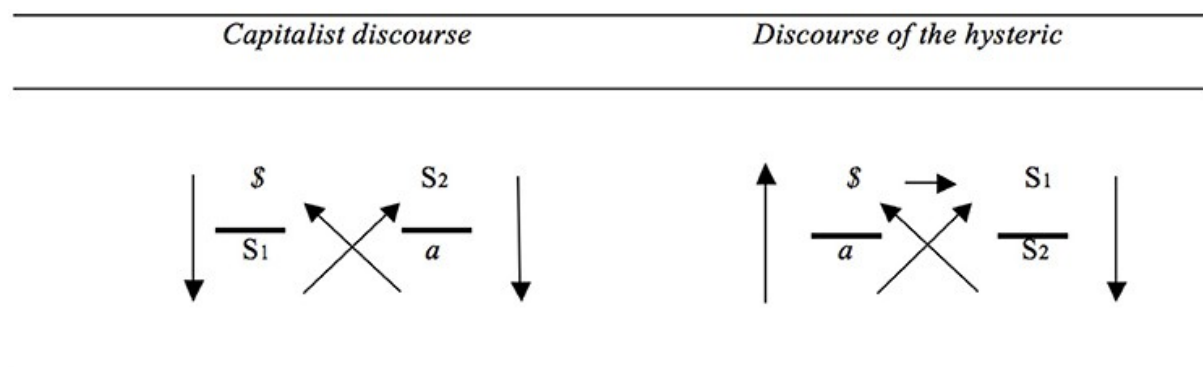 Capitalist discourse Discourse of the hysteric
$ S2 $ S1
S1 a a S2